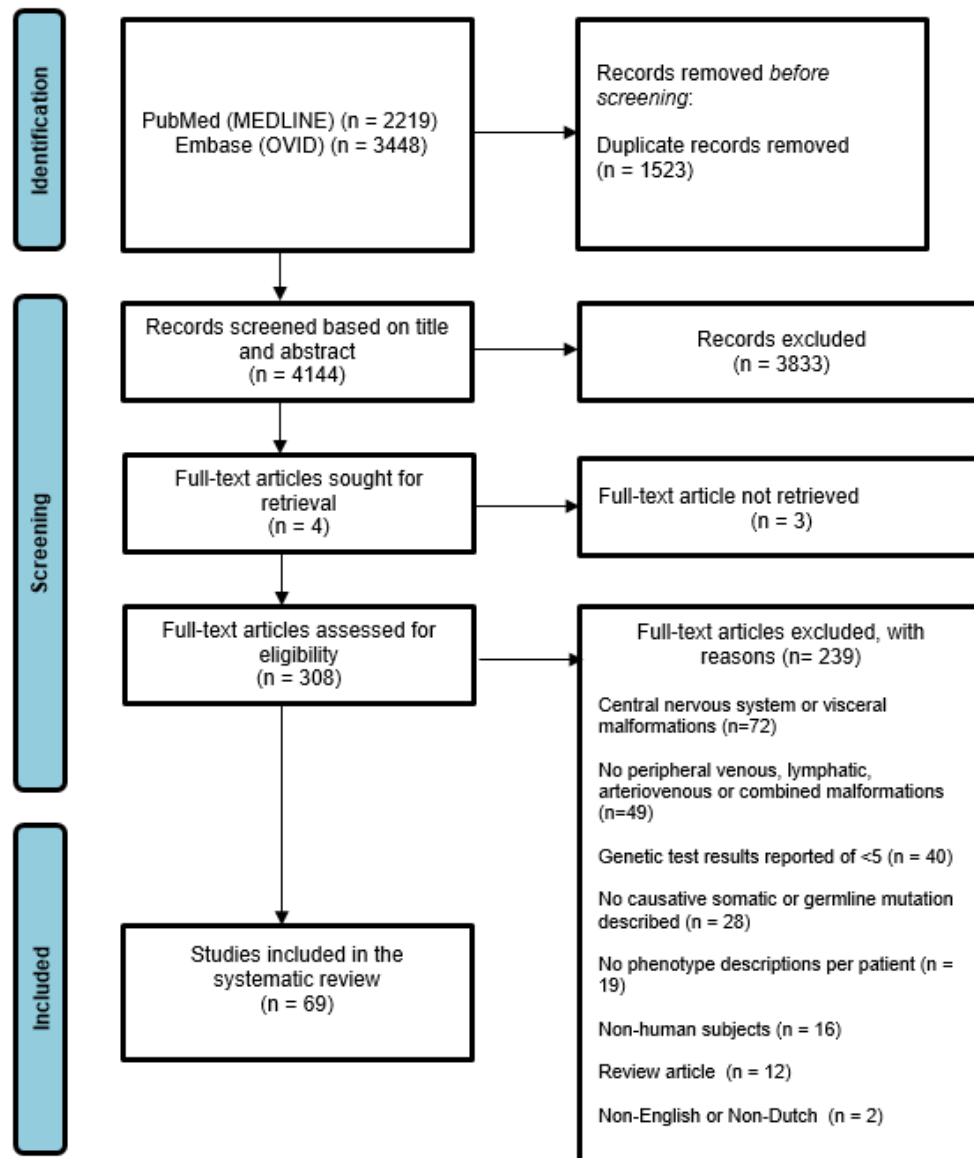 Identification
PubMed (MEDLINE) (n = 2219)
Embase (OVID) (n = 3448)
Records removed before
screening:
Duplicate records removed
(n = 1523)
Screening
Records screened based on title
and abstract
(n = 4144)
Records excluded
(n = 3833)
Full-text articles sought for
retrieval
(n = 4)
Full-text article not retrieved
(n = 3)
Full-text articles assessed for
eligibility
(n = 308)
Full-text articles excluded, with
reasons (n= 239)
Central nervous system or visceral
malformations (n=72)
No peripheral venous, lymphatic,
arteriovenous or combined malformations
(n=49)
Genetic test results reported of <5 (n = 40)
No causative somatic or germline mutation
described (n = 28)
No phenotype descriptions per patient (n =
19)
Non-human subjects (n = 16)
Review article (n = 12)
Non-English or Non-Dutch (n = 2)
Included
Studies included in the
systematic review
(n = 69)